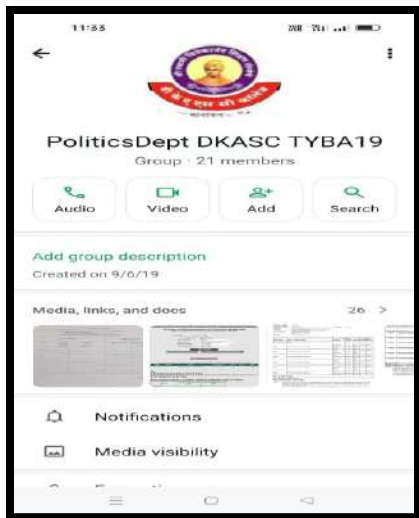 11:33
PoliticsDept DKASC TYBA19
Group · 21 members
Audio
Video
Add
Search
Add group description
Created on 9/6/19
Media, links, and docs
26 >
Notifications
Media visibility